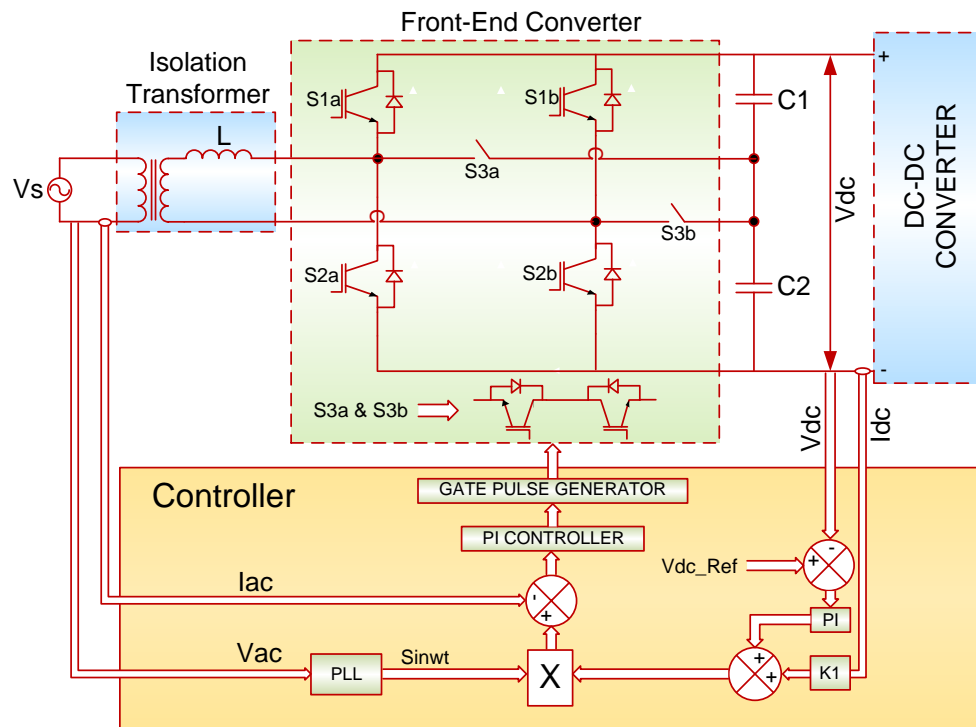 Front-End Converter
Isolation
Transformer
L
Vs
S1a
S1b
S3a
S3b
S2a
S2b
C1
C2
+
-
Vdc
DC-DC
CONVERTER
S3a & S3b
Vdc
Idc
Controller
GATE PULSE GENERATOR
PI CONTROLLER
Iac
-
+
Vdc_Ref
+
-
PI
Vac
PLL
Sinwt
X
+
+
K1